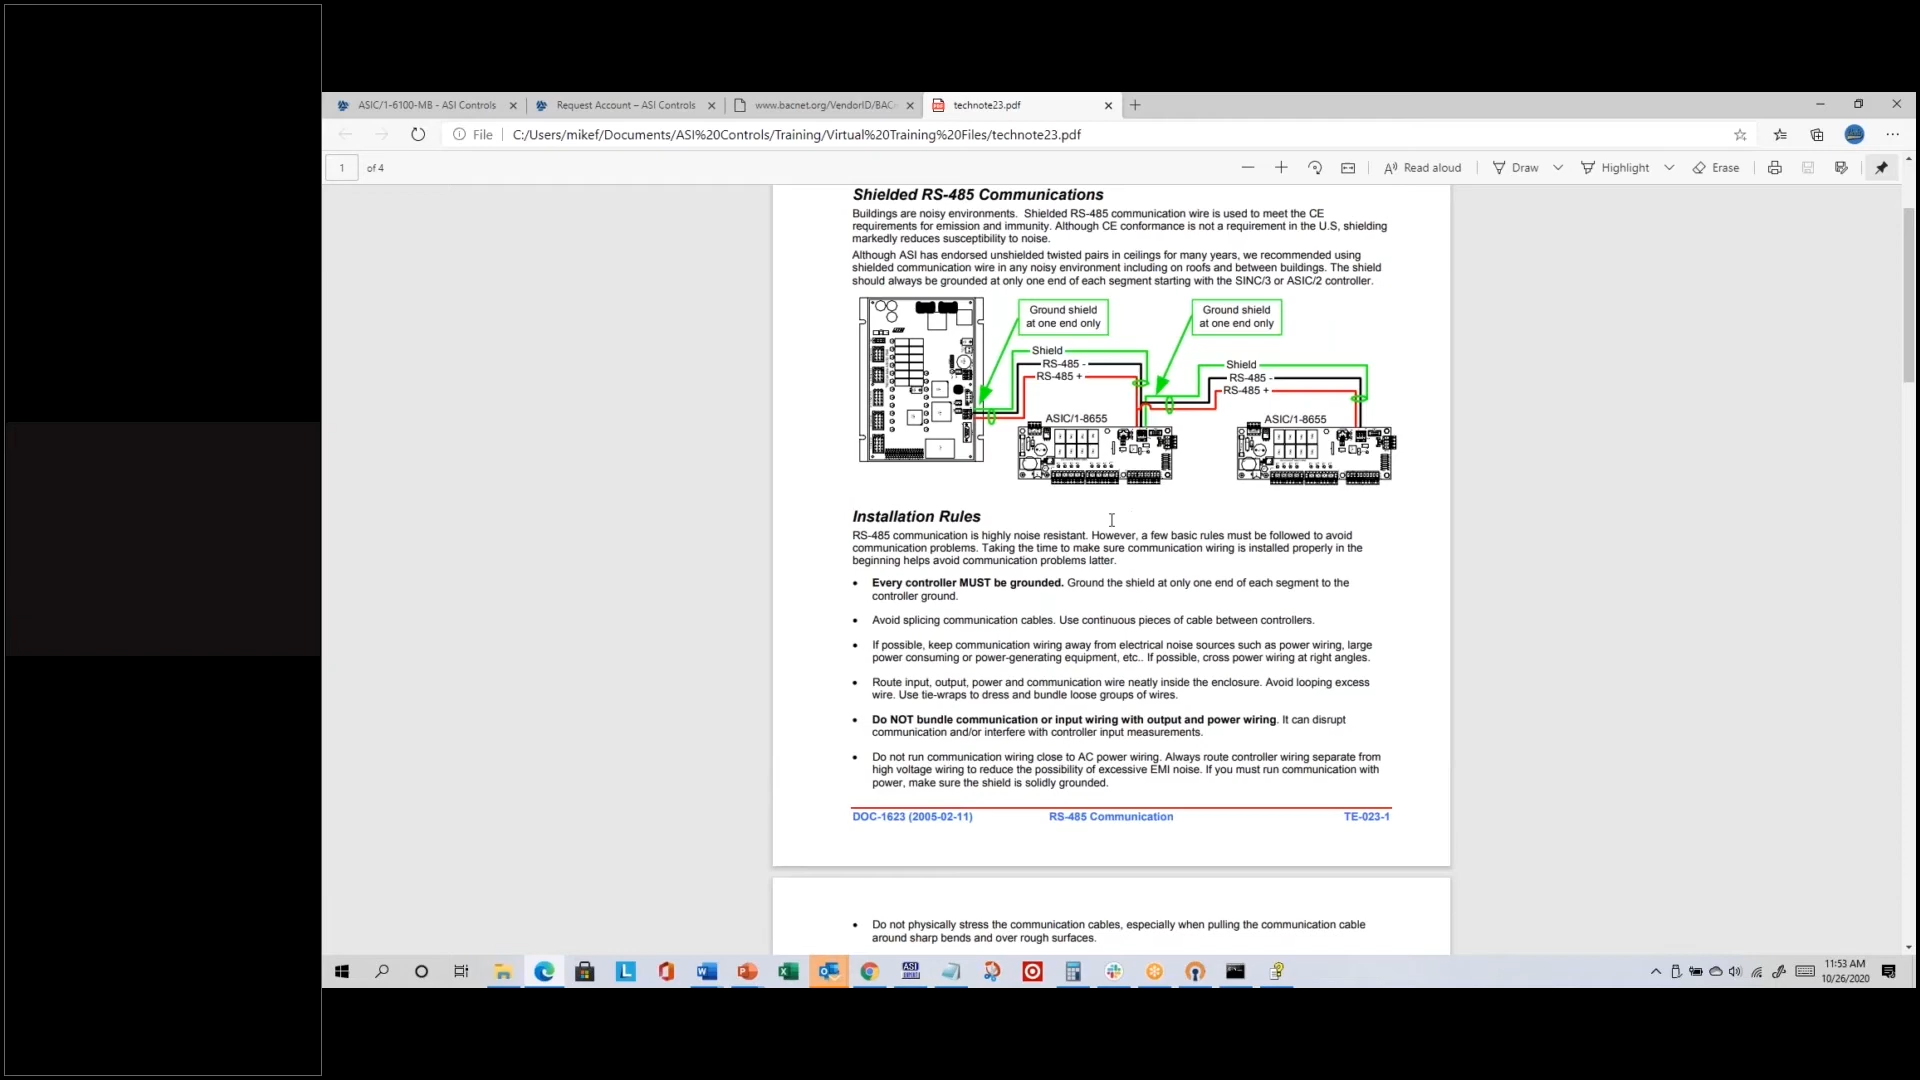 ASIC/1-6100-MB - ASI Controls
Request Account – ASI Controls
www.bacnet.org/VendorID/BAC
technote23.pdf
File
C:/Users/mikef/Documents/ASI%20Controls/Training/Virtual%20Training%20Files/technote23.pdf
1 of 4
Read aloud
Draw
Highlight
Erase
Shielded RS-485 Communications
Buildings are noisy environments. Shielded RS-485 communication wire is used to meet the CE
requirements for emission and immunity. Although CE conformance is not a requirement in the U.S, shielding
markedly reduces susceptibility to noise.
Although ASI has endorsed unshielded twisted pairs in ceilings for many years, we recommended using
shielded communication wire in any noisy environment including on roofs and between buildings. The shield
should always be grounded at only one end of each segment starting with the SINC/3 or ASIC/2 controller.
Ground shield
at one end only
Ground shield
at one end only
Shield
RS-485 -
RS-485 +
Shield
RS-485 -
RS-485 +
ASIC/1-8655
ASIC/1-8655
Installation Rules
RS-485 communication is highly noise resistant. However, a few basic rules must be followed to avoid
communication problems. Taking the time to make sure communication wiring is installed properly in the
beginning helps avoid communication problems latter.
• Every controller MUST be grounded. Ground the shield at only one end of each segment to the
controller ground.
• Avoid splicing communication cables. Use continuous pieces of cable between controllers.
• If possible, keep communication wiring away from electrical noise sources such as power wiring, large
power consuming or power-generating equipment, etc.. If possible, cross power wiring at right angles.
• Route input, output, power and communication wire neatly inside the enclosure. Avoid looping excess
wire. Use tie-wraps to dress and bundle loose groups of wires.
• Do NOT bundle communication or input wiring with output and power wiring. It can disrupt
communication and/or interfere with controller input measurements.
• Do not run communication wiring close to AC power wiring. Always route controller wiring separate from
high voltage wiring to reduce the possibility of excessive EMI noise. If you must run communication with
power, make sure the shield is solidly grounded.
DOC-1623 (2005-02-11) RS-485 Communication TE-023-1
• Do not physically stress the communication cables, especially when pulling the communication cable
around sharp bends and over rough surfaces.
11:53 AM
10/26/2020